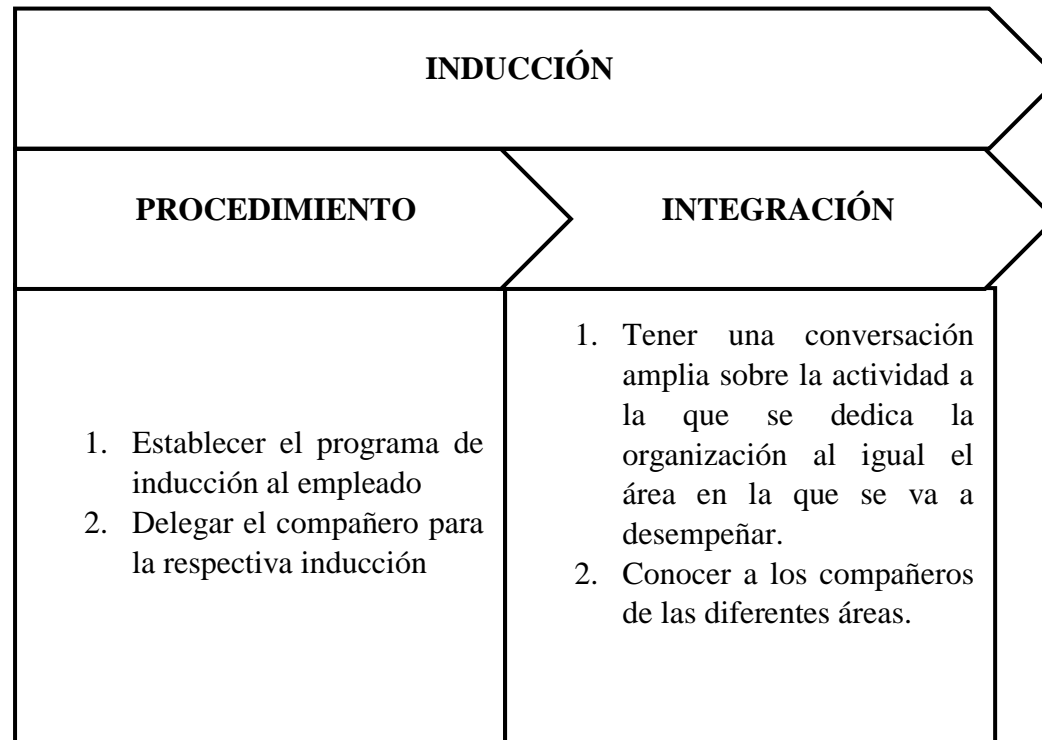 INDUCCIÓN
PROCEDIMIENTO
INTEGRACIÓN
1. Establecer el programa de
inducción al empleado
2. Delegar el compañero para
la respectiva inducción
1. Tener una conversación
amplia sobre la actividad a
la que se dedica la
organización al igual el
área en la que se va a
desempeñar.
2. Conocer a los compañeros
de las diferentes áreas.